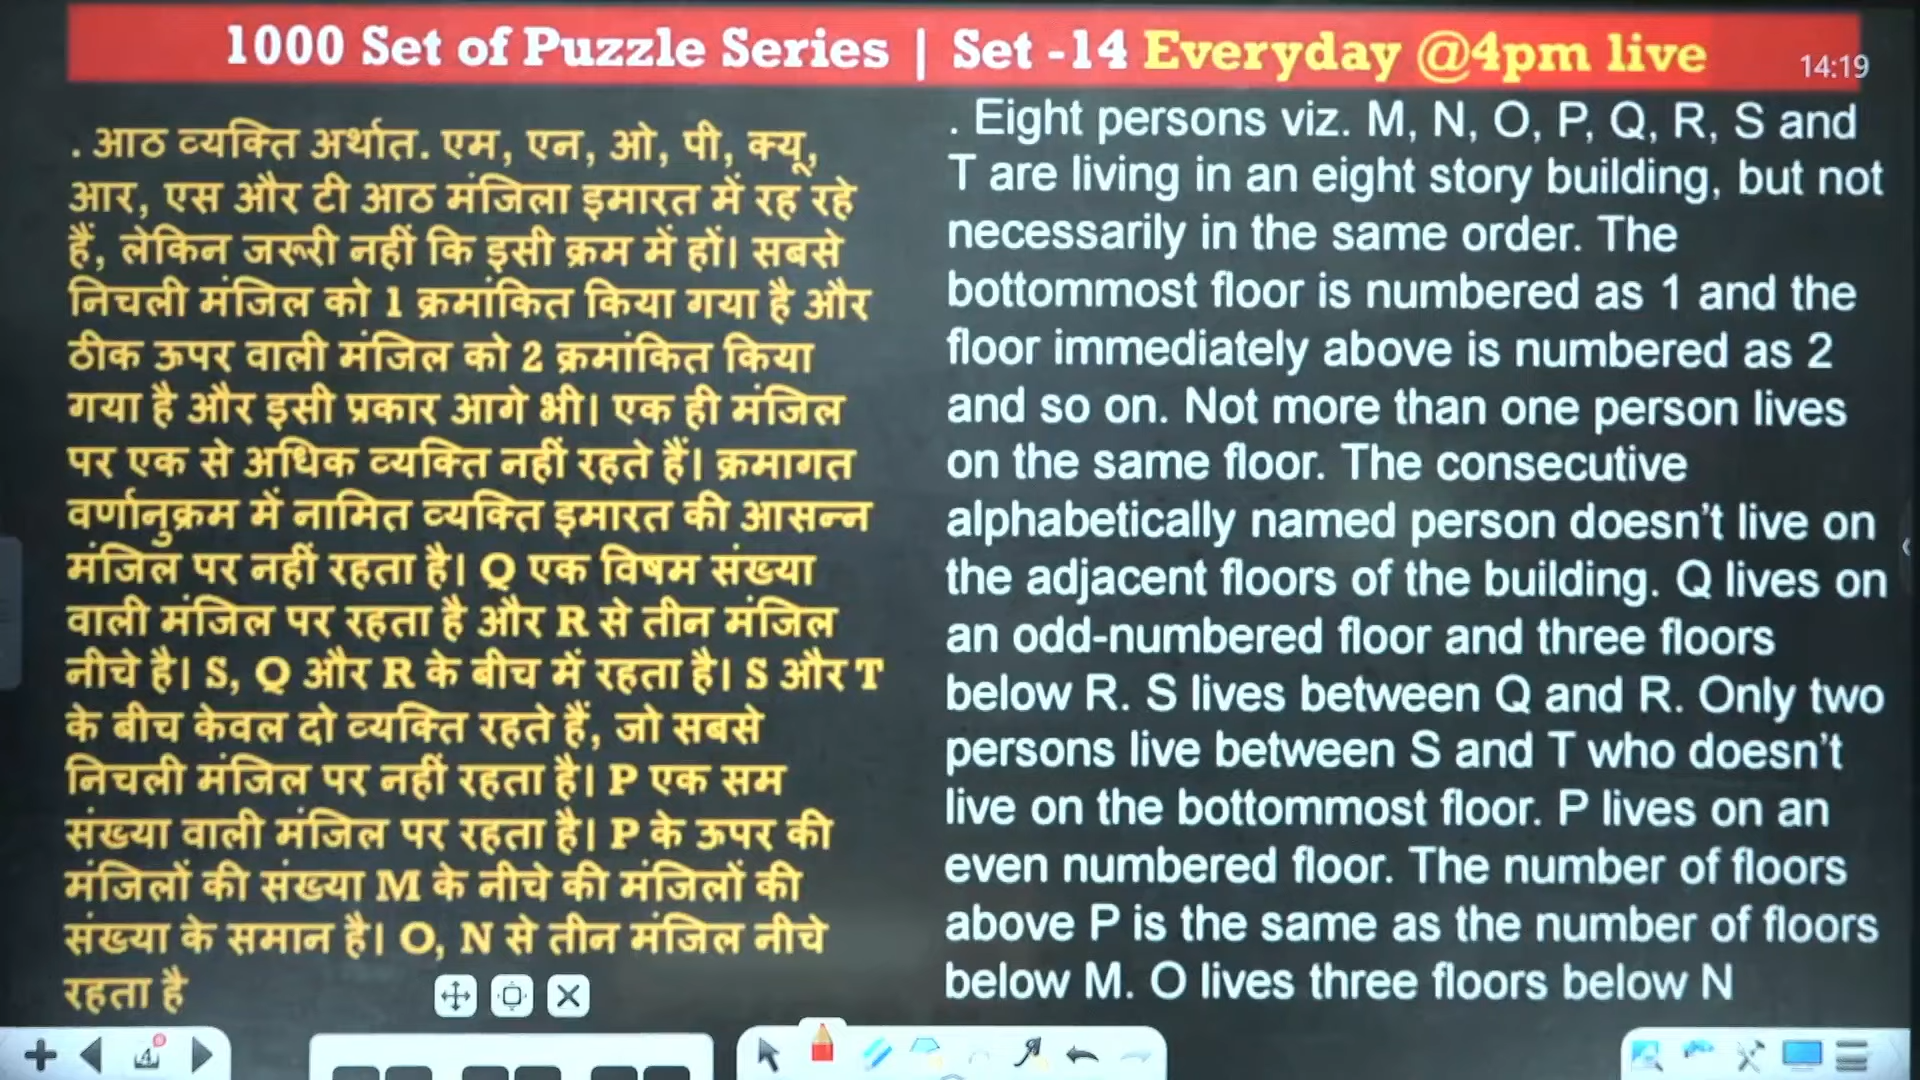 1000 Set of Puzzle Series | Set -14 Everyday @4pm live
14:19
. आठ व्यक्ति अर्थात. एम, एन, ओ, पी, क्यू,
आर, एस और टी आठ मंजिला इमारत में रह रहे
हैं, लेकिन जरूरी नहीं कि इसी क्रम में हों। सबसे
निचली मंजिल को 1 क्रमांकित किया गया है और
ठीक ऊपर वाली मंजिल को 2 क्रमांकित किया
गया है और इसी प्रकार आगे भी। एक ही मंजिल
पर एक से अधिक व्यक्ति नहीं रहते हैं। क्रमागत
वर्णानुक्रम में नामित व्यक्ति इमारत की आसन्न
मंजिल पर नहीं रहता है। Q एक विषम संख्या
वाली मंजिल पर रहता है और R से तीन मंजिल
नीचे है। S, Q और R के बीच में रहता है। S और T
के बीच केवल दो व्यक्ति रहते हैं, जो सबसे
निचली मंजिल पर नहीं रहता है। P एक सम
संख्या वाली मंजिल पर रहता है। P के ऊपर की
मंजिलों की संख्या M के नीचे की मंजिलों की
संख्या के समान है। O, N से तीन मंजिल नीचे
रहता है
. Eight persons viz. M, N, O, P, Q, R, S and
T are living in an eight story building, but not
necessarily in the same order. The
bottommost floor is numbered as 1 and the
floor immediately above is numbered as 2
and so on. Not more than one person lives
on the same floor. The consecutive
alphabetically named person doesn’t live on
the adjacent floors of the building. Q lives on
an odd-numbered floor and three floors
below R. S lives between Q and R. Only two
persons live between S and T who doesn’t
live on the bottommost floor. P lives on an
even numbered floor. The number of floors
above P is the same as the number of floors
below M. O lives three floors below N
4